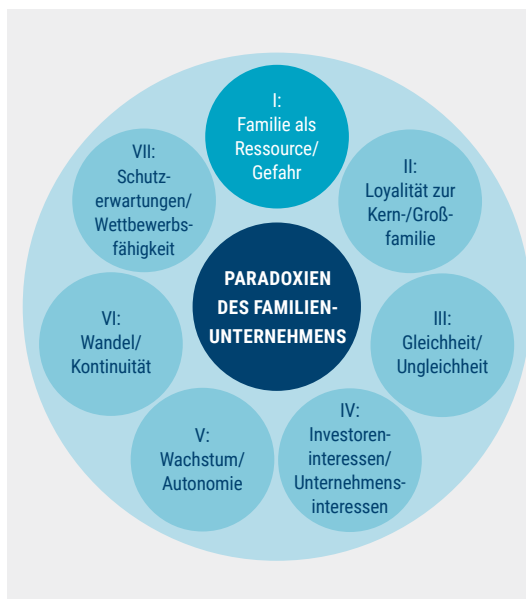 I:
Familie als
Ressource/
Gefahr
II:
Loyalität zur
Kern-/Groß-
familie
III:
Gleichheit/
Ungleichheit
IV:
Investoren-
interessen/
Unternehmens-
interessen
V:
Wachstum/
Autonomie
VI:
Wandel/
Kontinuität
VII:
Schutz-
erwartungen/
Wettbewerbs-
fähigkeit
PARADOXIEN
DES FAMILIEN-
UNTERNEHMENS